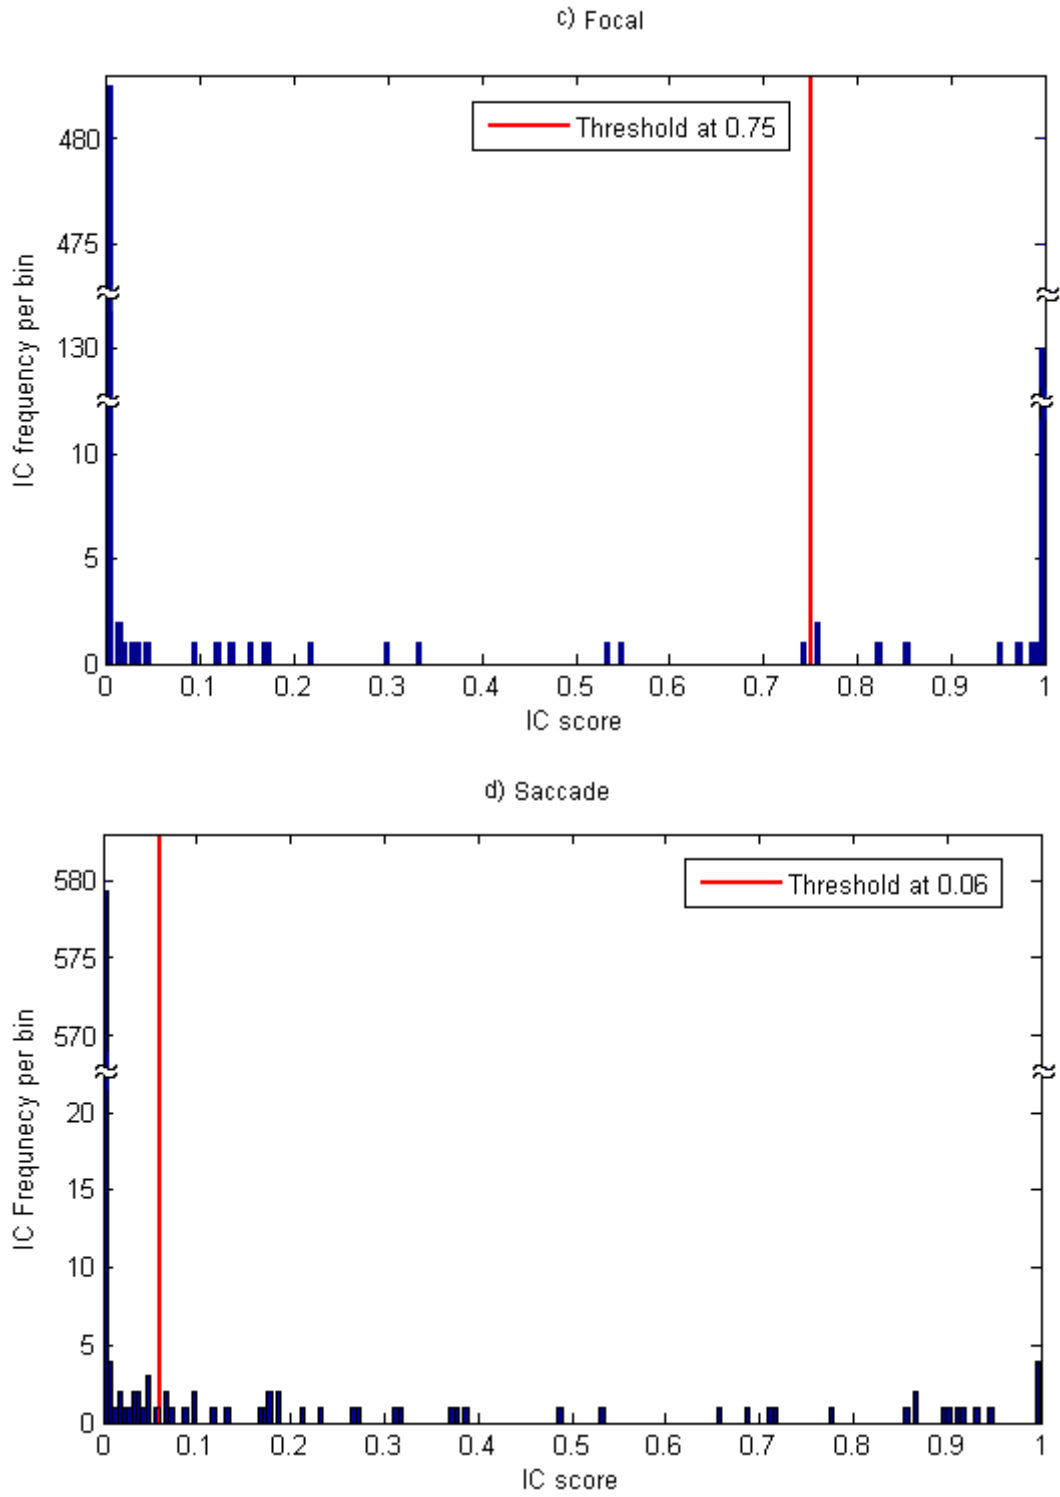 c) Focal
Threshold at 0.75
480
475
130
10
5
0
IC frequency per bin
0 0.1 0.2 0.3 0.4 0.5 0.6 0.7 0.8 0.9 1
IC score
d) Saccade
Threshold at 0.06
580
575
570
20
15
10
5
0
IC Frequnecy per bin
0 0.1 0.2 0.3 0.4 0.5 0.6 0.7 0.8 0.9 1
IC score